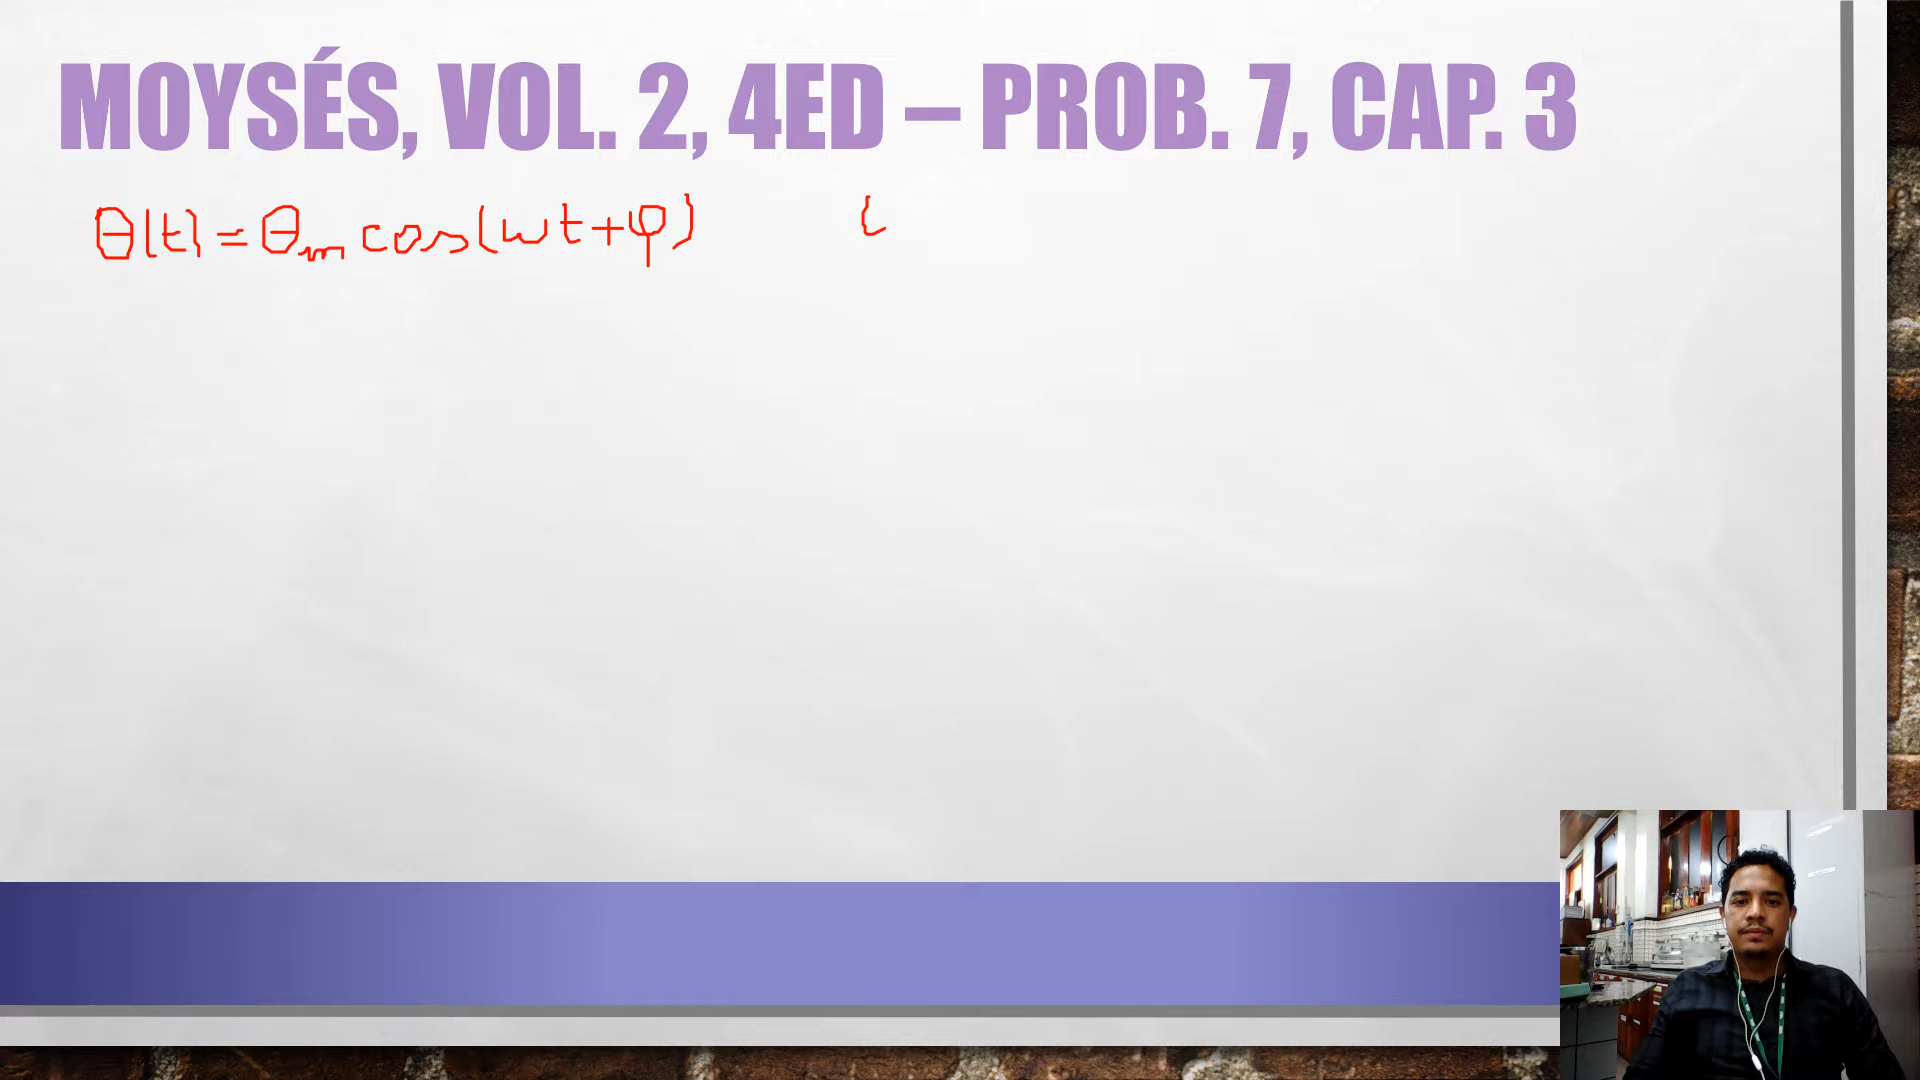 MOYSÉS, VOL. 2, 4ED – PROB. 7, CAP. 3
θ(t) = θm cos(ωt+φ)